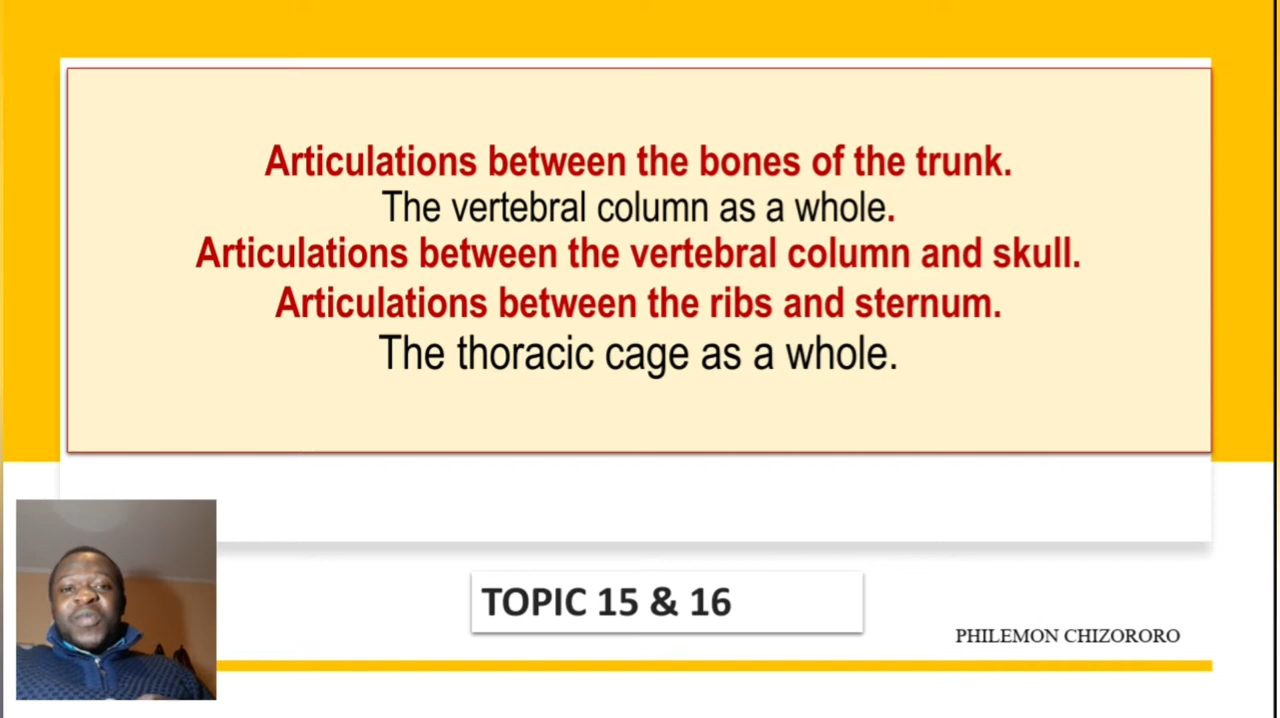 Articulations between the bones of the trunk.
The vertebral column as a whole.
Articulations between the vertebral column and skull.
Articulations between the ribs and sternum.
The thoracic cage as a whole.
TOPIC 15 & 16
PHILEMON CHIZORORO